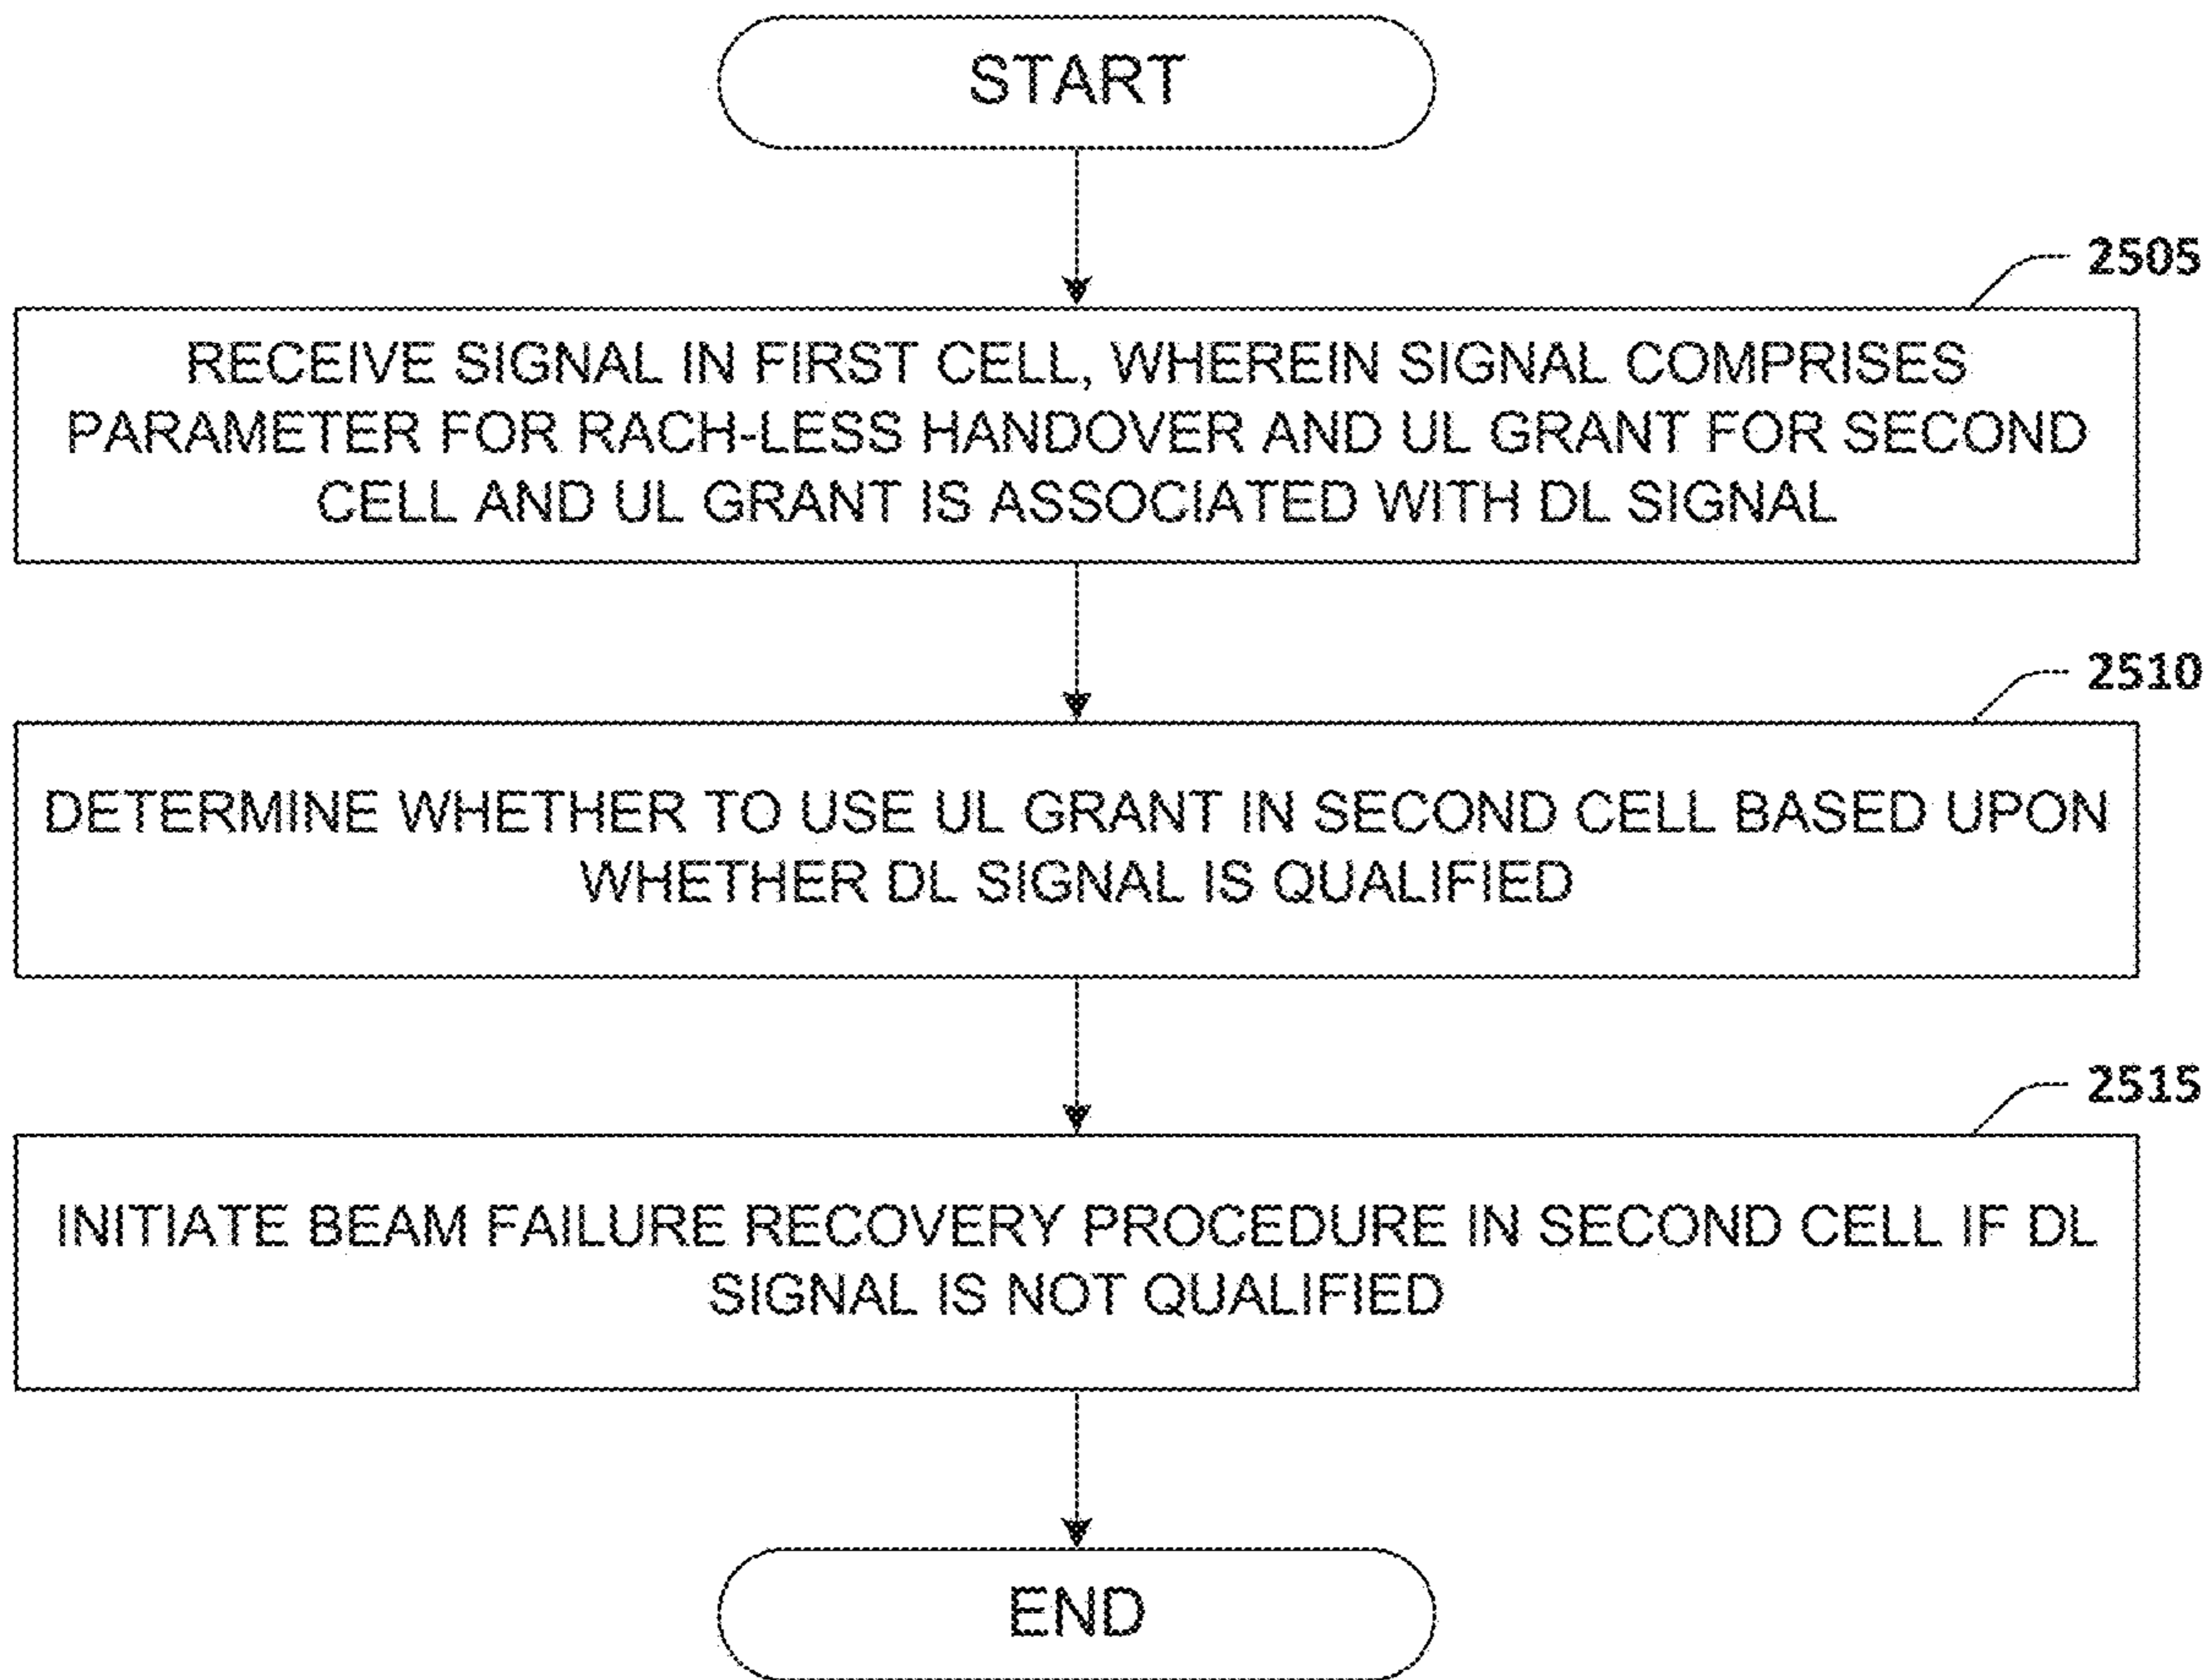 START
2505
RECEIVE SIGNAL IN FIRST CELL, WHEREIN SIGNAL COMPRISES
PARAMETER FOR RACH-LESS HANDOVER AND UL GRANT FOR SECOND
CELL AND UL GRANT IS ASSOCIATED WITH DL SIGNAL
2510
DETERMINE WHETHER TO USE UL GRANT IN SECOND CELL BASED UPON
WHETHER DL SIGNAL IS QUALIFIED
2515
INITIATE BEAM FAILURE RECOVERY PROCEDURE IN SECOND CELL IF DL
SIGNAL IS NOT QUALIFIED
END